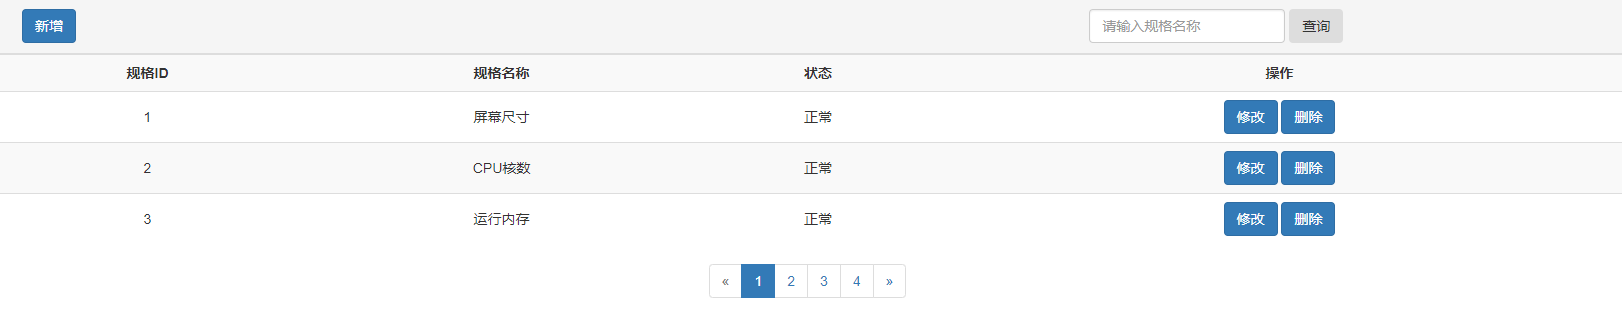 新增 请输入规格名称 查询
规格ID 规格名称 状态 操作
1 屏幕尺寸 正常 修改 删除
2 CPU核数 正常 修改 删除
3 运行内存 正常 修改 删除
« 1 2 3 4 »